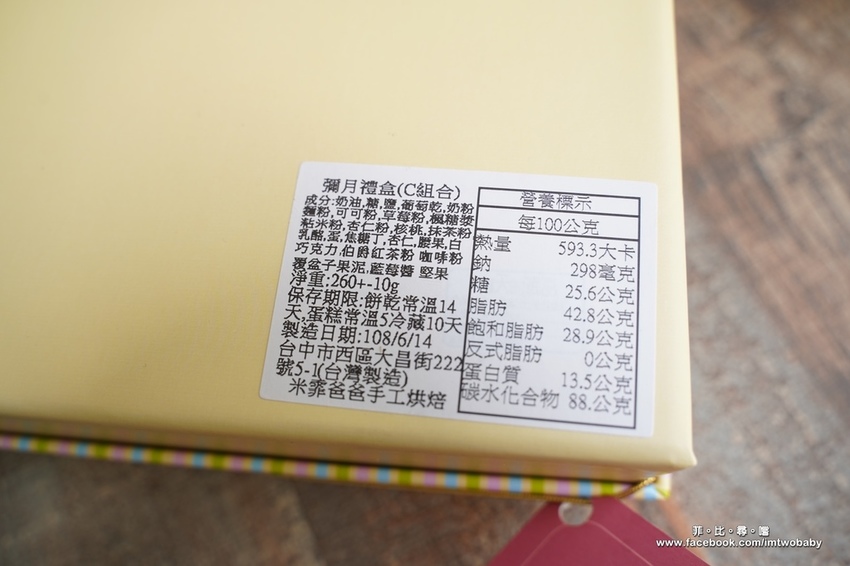 彌月禮盒(C組合)
成分:奶油,糖,鹽,葡萄乾,奶粉
麵粉,可可粉,草莓粉,楓糖漿
粘米粉,杏仁粉,核桃,抹茶粉
乳酪,蛋,焦糖丁,杏仁,腰果,白
巧克力,伯爵紅茶粉 咖啡粉
覆盆子果泥,藍莓醬 堅果
淨重:260+-10g
保存期限:餅乾常溫14
天,蛋糕常溫5冷藏10天
製造日期:108/6/14
台中市西區大昌街222
號5-1(台灣製造)
米霏爸爸手工烘焙
營養標示
每100公克
熱量 593.3大卡
鈉 298毫克
糖 25.6公克
脂肪 42.8公克
飽和脂肪 28.9公克
反式脂肪 0公克
蛋白質 13.5公克
碳水化合物 88.公克
菲。比。尋。嚐
www.facebook.com/imtwobaby